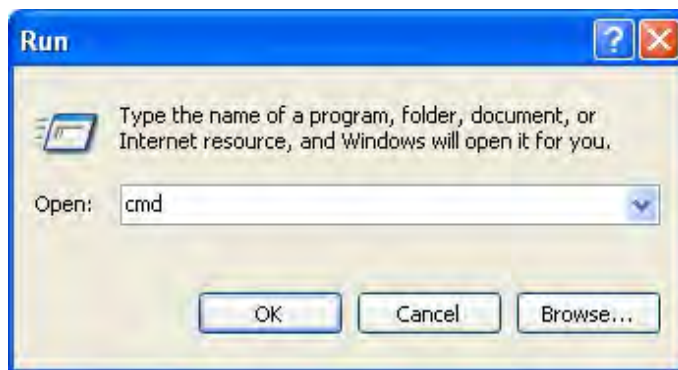 Run
?
Type the name of a program, folder, document, or
Internet resource, and Windows will open it for you.
Open: cmd
OK Cancel Browse...